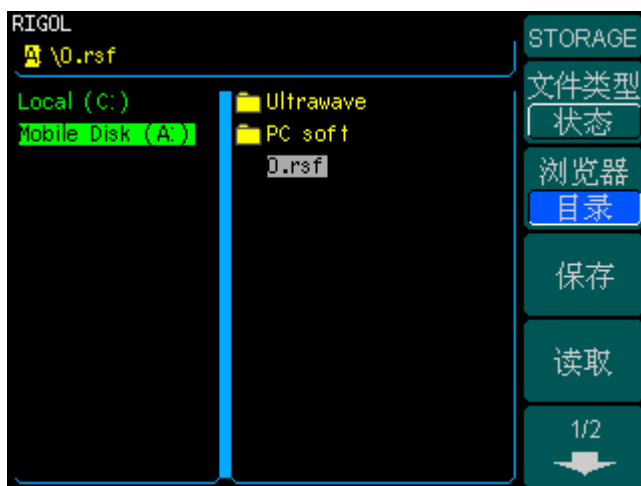 RIGOL
A: \0.rsf
Local (C:)
Mobile Disk (A:)
Ultrawave
PC soft
0.rsf
STORAGE
文件类型
状态
浏览器
目录
保存
读取
1/2